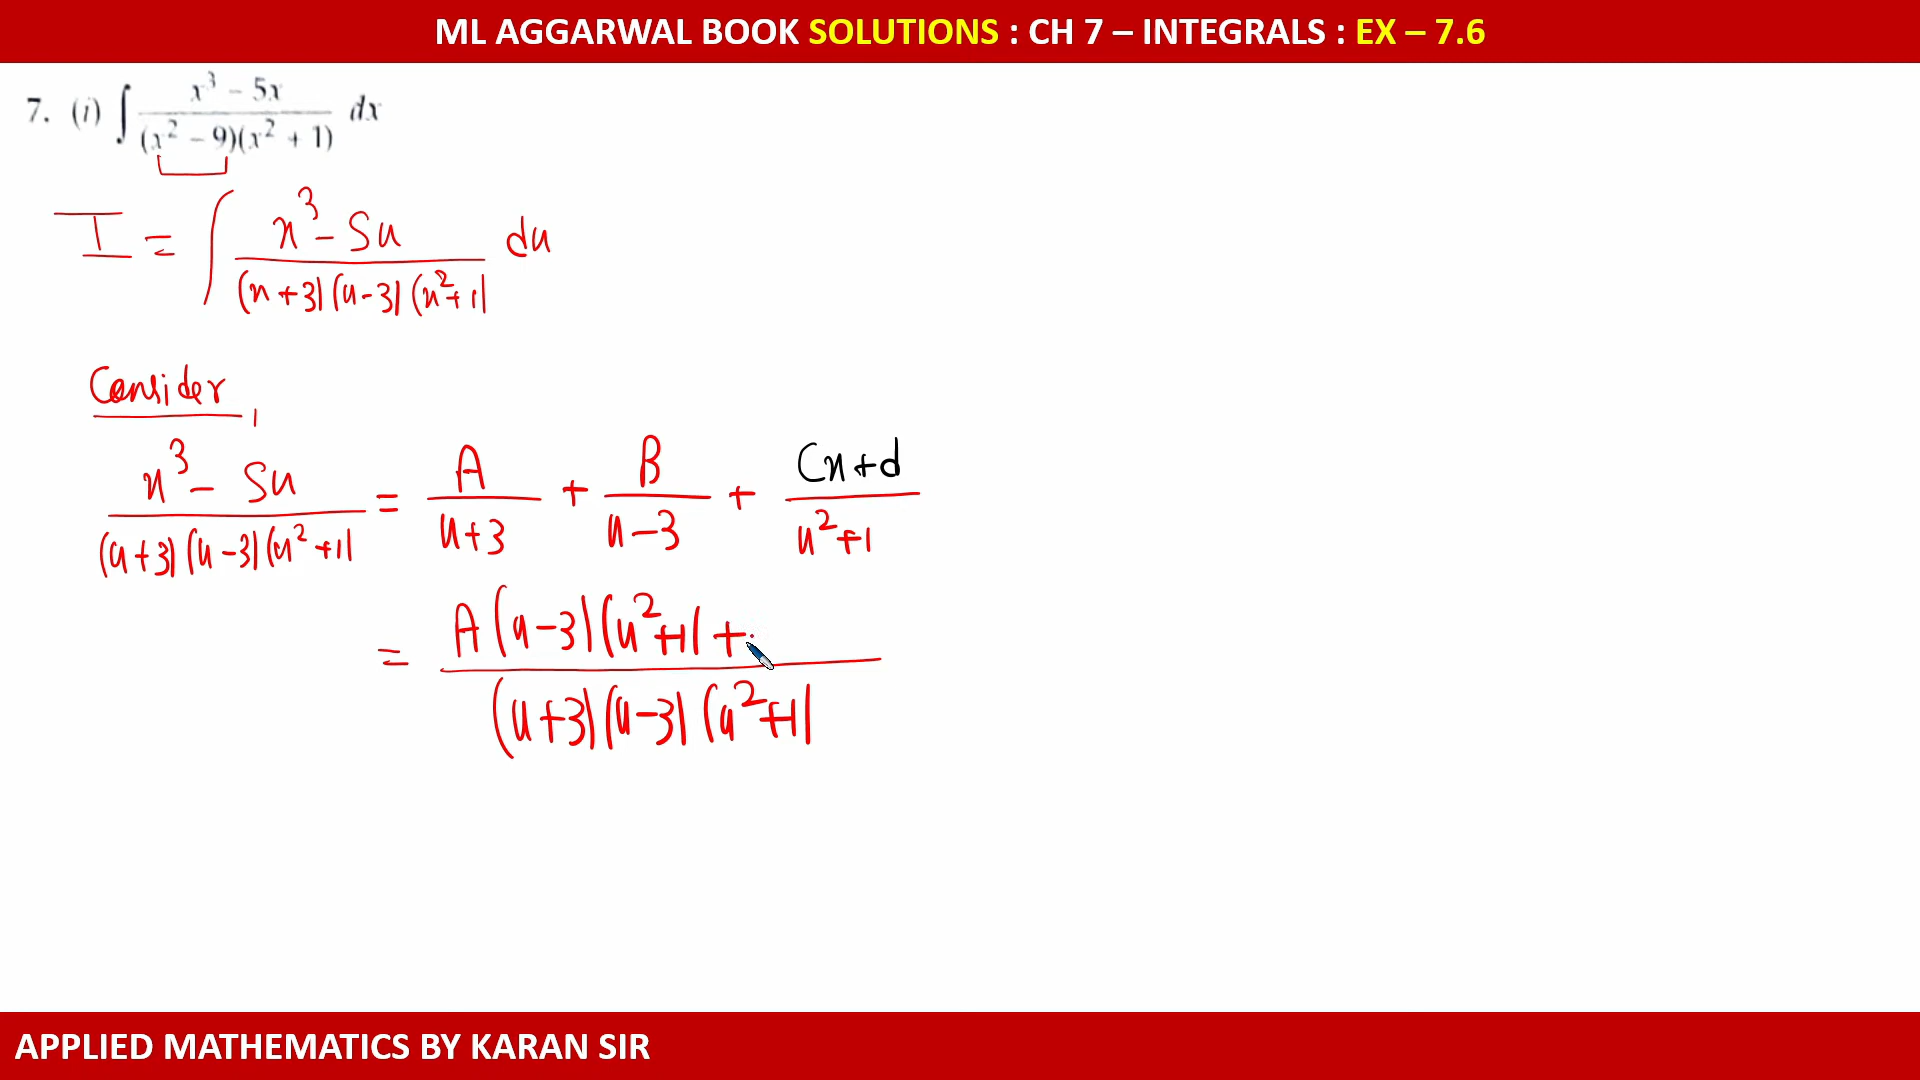 ML AGGARWAL BOOK SOLUTIONS : CH 7 – INTEGRALS : EX – 7.6
7. (i) ∫ (x³ − 5x) / ((x² − 9)(x² + 1)) dx
I = ∫ (x³ − 5x) / ((x+3)(x−3)(x²+1)) dx
Consider,
(x³ − 5x) / ((x+3)(x−3)(x²+1)) = A / (x+3) + B / (x−3) + (Cx+d) / (x²+1)
= (A(x−3)(x²+1) + / ((x+3)(x−3)(x²+1))
APPLIED MATHEMATICS BY KARAN SIR